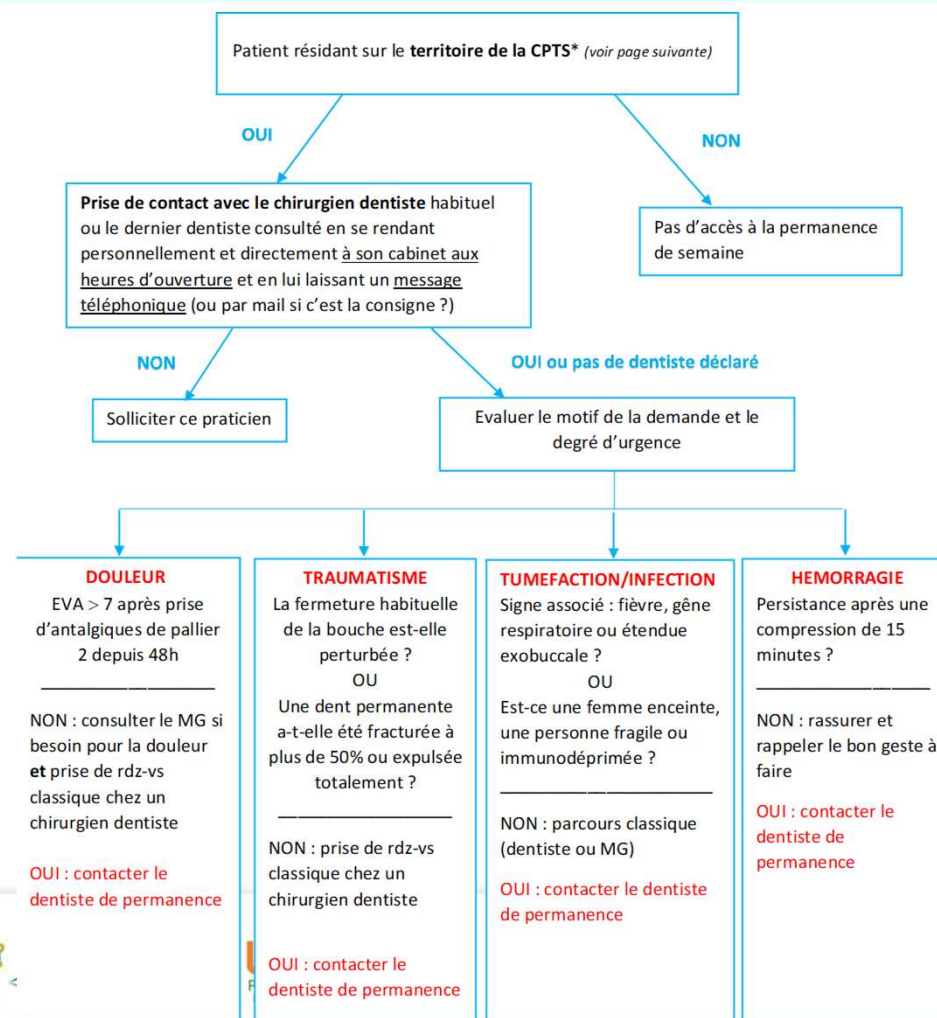 Patient résidant sur le territoire de la CPTS* (voir page suivante)
OUI
NON
Prise de contact avec le chirurgien dentiste habituel
ou le dernier dentiste consulté en se rendant
personnellement et directement à son cabinet aux
heures d'ouverture et en lui laissant un message
téléphonique (ou par mail si c'est la consigne ?)
Pas d'accès à la permanence
de semaine
NON
OUI ou pas de dentiste déclaré
Solliciter ce praticien
Evaluer le motif de la demande et le
degré d'urgence
DOULEUR
EVA > 7 après prise
d'antalgiques de pallier
2 depuis 48h
NON : consulter le MG si
besoin pour la douleur
et prise de rdz-vs
classique chez un
chirurgien dentiste
OUI : contacter le
dentiste de permanence
TRAUMATISME
La fermeture habituelle
de la bouche est-elle
perturbée ?
OU
Une dent permanente
a-t-elle été fracturée à
plus de 50% ou expulsée
totalement ?
NON : prise de rdz-vs
classique chez un
chirurgien dentiste
OUI : contacter le
dentiste de permanence
TUMEFACTION/INFECTION
Signe associé : fièvre, gêne
respiratoire ou étendue
exobuccale ?
OU
Est-ce une femme enceinte,
une personne fragile ou
immunodéprimée ?
NON : parcours classique
(dentiste ou MG)
OUI : contacter le dentiste
de permanence
HEMORRAGIE
Persistance après une
compression de 15
minutes ?
NON : rassurer et
rappeler le bon geste à
faire
OUI : contacter le
dentiste de
permanence